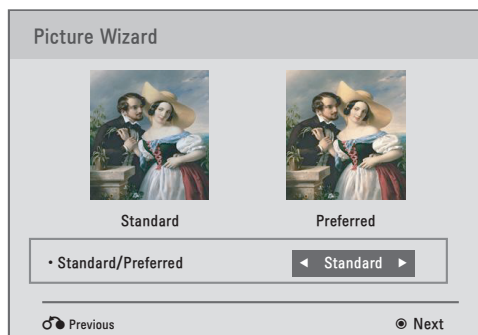 Picture Wizard
Standard Preferred
• Standard/Preferred ◄ Standard ►
Previous Next